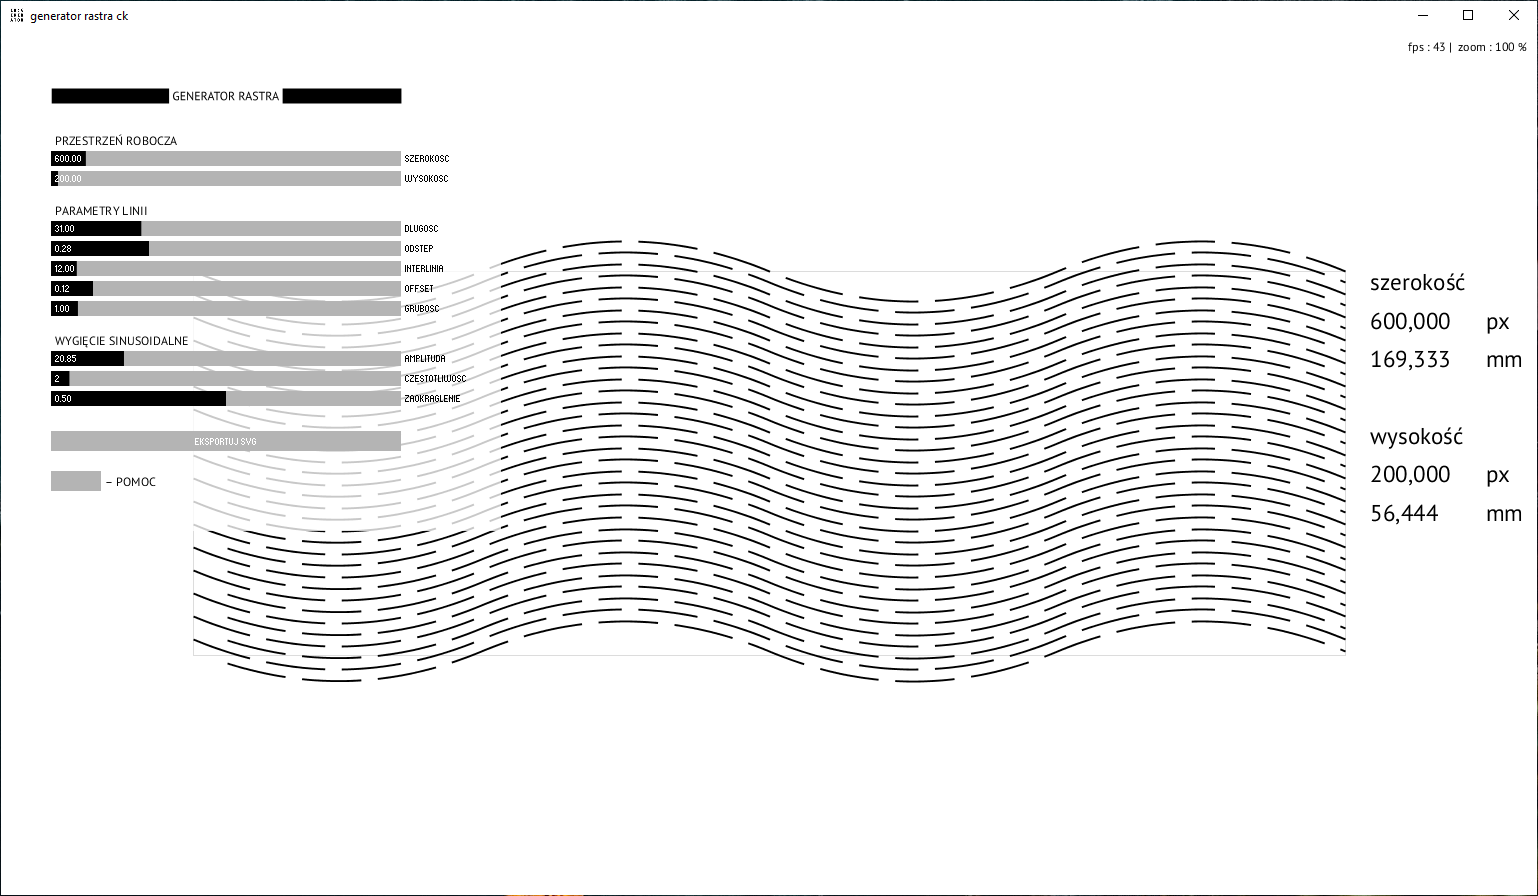 generator rastra ck
fps : 43 | zoom : 100 %
GENERATOR RASTRA
PRZESTRZEŃ ROBOCZA
600.00 SZEROKOSC
200.00 WYSOKOSC
PARAMETRY LINII
31.00 DLUGOSC
0.28 ODSTEP
12.00 INTERLINIA
0.12 OFFSET
1.00 GRUBOSC
WYGIĘCIE SINUSOIDALNE
20.85 AMPLITUDA
2 CZESTOTLIWOSC
0.50 ZAOKRAGLENIE
EKSPORTUJ SVG
– POMOC
szerokość
600,000 px
169,333 mm
wysokość
200,000 px
56,444 mm